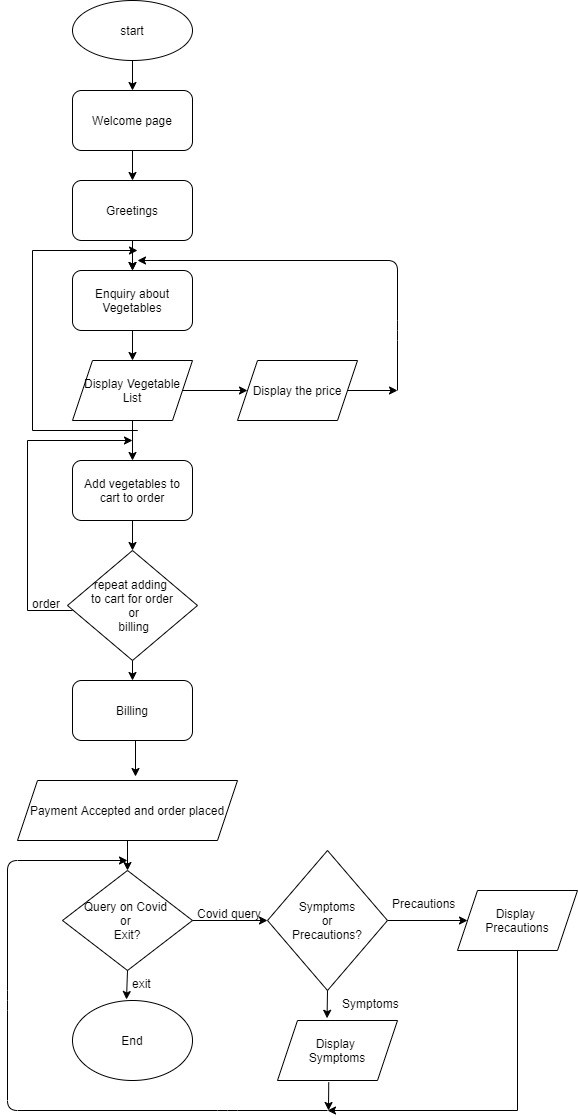 start
Welcome page
Greetings
Enquiry about
Vegetables
Display Vegetable
List
Display the price
Add vegetables to
cart to order
repeat adding
to cart for order
or
billing
order
Billing
Payment Accepted and order placed
Query on Covid
or
Exit?
Covid query
Symptoms
or
Precautions?
Precautions
Display
Precautions
exit
Symptoms
End
Display
Symptoms